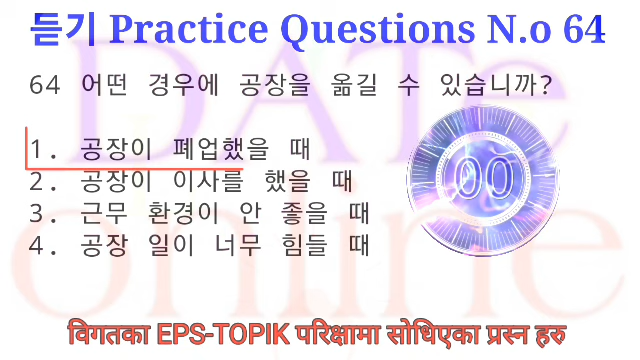 듣기 Practice Questions N.o 64
64 어떤 경우에 공장을 옮길 수 있습니까?
1. 공장이 폐업했을 때
2. 공장이 이사를 했을 때
3. 근무 환경이 안 좋을 때
4. 공장 일이 너무 힘들 때
00
DATe
online
विगतका EPS-TOPIK परिक्षामा सोधिएका प्रस्न हरु